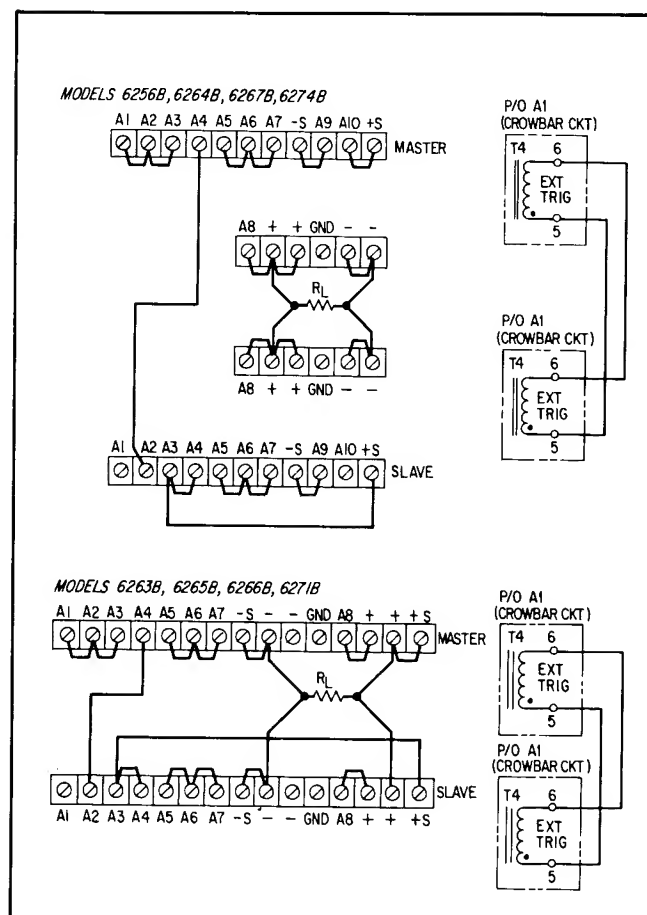 MODELS 6256B, 6264B, 6267B, 6274B
A1 A2 A3 A4 A5 A6 A7 -S A9 A10 +S
MASTER
A8 + + GND - -
RL
A8 + + GND - -
A1 A2 A3 A4 A5 A6 A7 -S A9 A10 +S
SLAVE
P/O A1
(CROWBAR CKT)
T4 6
EXT
TRIG
5
P/O A1
(CROWBAR CKT)
T4 6
EXT
TRIG
5
MODELS 6263B, 6265B, 6266B, 6271B
A1 A2 A3 A4 A5 A6 A7 -S - - GND A8 + + +S
MASTER
RL
SLAVE
A1 A2 A3 A4 A5 A6 A7 -S - - GND A8 + + +S
P/O A1
(CROWBAR CKT)
T4 6
EXT
TRIG
5
P/O A1
(CROWBAR CKT)
T4 6
EXT
TRIG
5